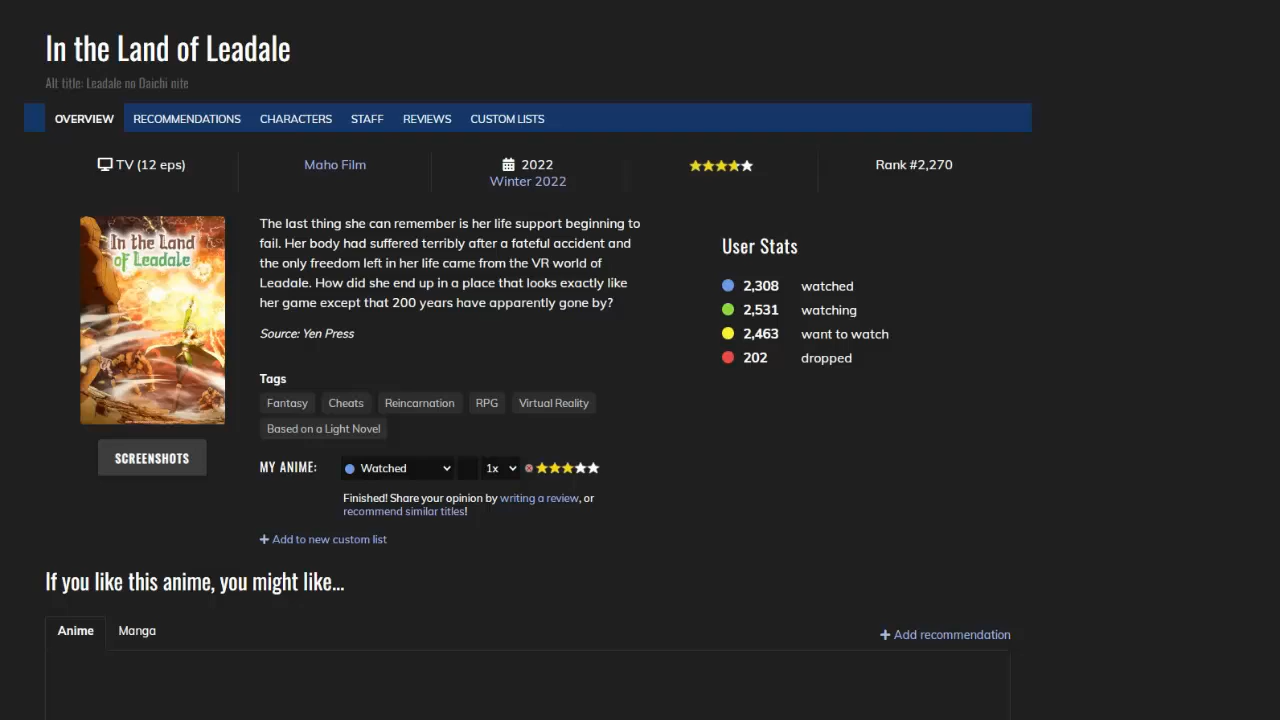 In the Land of Leadale
Alt title: Leadale no Daichi nite
OVERVIEW RECOMMENDATIONS CHARACTERS STAFF REVIEWS CUSTOM LISTS
TV (12 eps)
Maho Film
2022
Winter 2022
Rank #2,270
In the Land
of Leadale
SCREENSHOTS
The last thing she can remember is her life support beginning to
fail. Her body had suffered terribly after a fateful accident and
the only freedom left in her life came from the VR world of
Leadale. How did she end up in a place that looks exactly like
her game except that 200 years have apparently gone by?
Source: Yen Press
Tags
Fantasy Cheats Reincarnation RPG Virtual Reality
Based on a Light Novel
MY ANIME: Watched 1x
Finished! Share your opinion by writing a review, or
recommend similar titles!
+ Add to new custom list
User Stats
2,308 watched
2,531 watching
2,463 want to watch
202 dropped
If you like this anime, you might like...
Anime Manga
+ Add recommendation